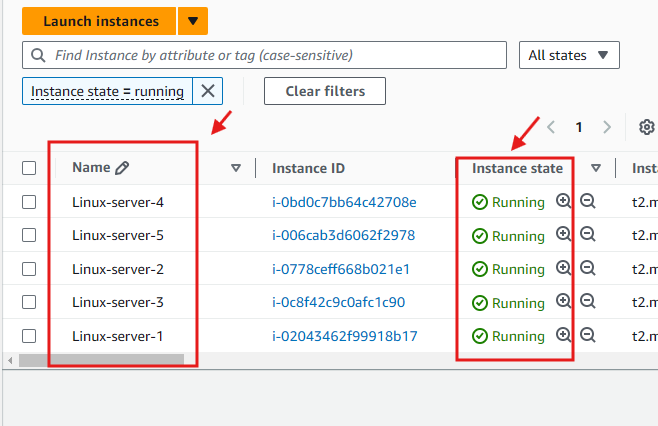 Launch instances
Find Instance by attribute or tag (case-sensitive) All states
Instance state = running Clear filters
1
Name Instance ID Instance state Inst
Linux-server-4 i-0bd0c7bb64c42708e Running t2.m
Linux-server-5 i-006cab3d6062f2978 Running t2.m
Linux-server-2 i-0778ceff668b021e1 Running t2.m
Linux-server-3 i-0c8f42c9c0afc1c90 Running t2.m
Linux-server-1 i-02043462f99918b17 Running t2.m